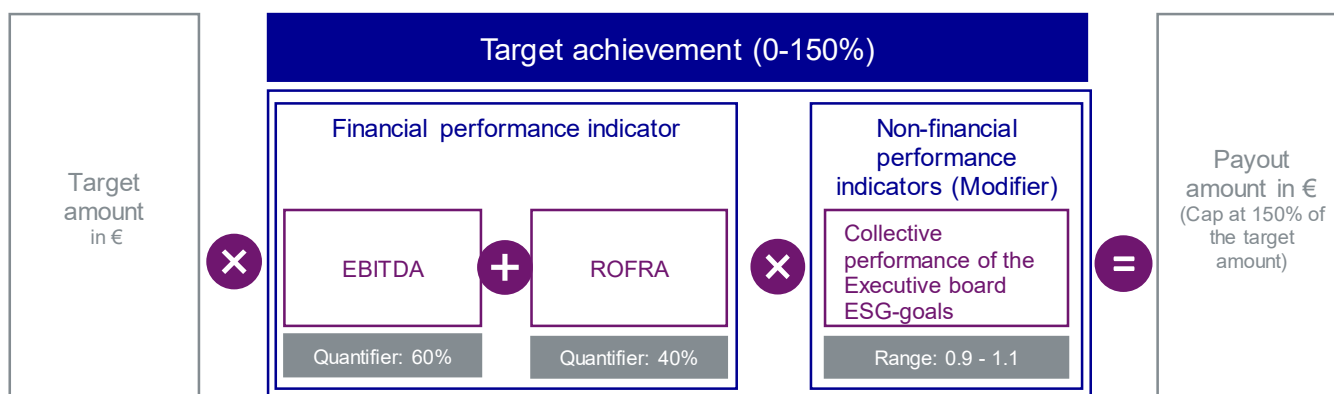 Target achievement (0-150%)
Target
amount
in €
×
Financial performance indicator
EBITDA
Quantifier: 60%
+
ROFRA
Quantifier: 40%
×
Non-financial
performance
indicators (Modifier)
Collective
performance of the
Executive board
ESG-goals
Range: 0.9 - 1.1
=
Payout
amount in €
(Cap at 150% of
the target
amount)